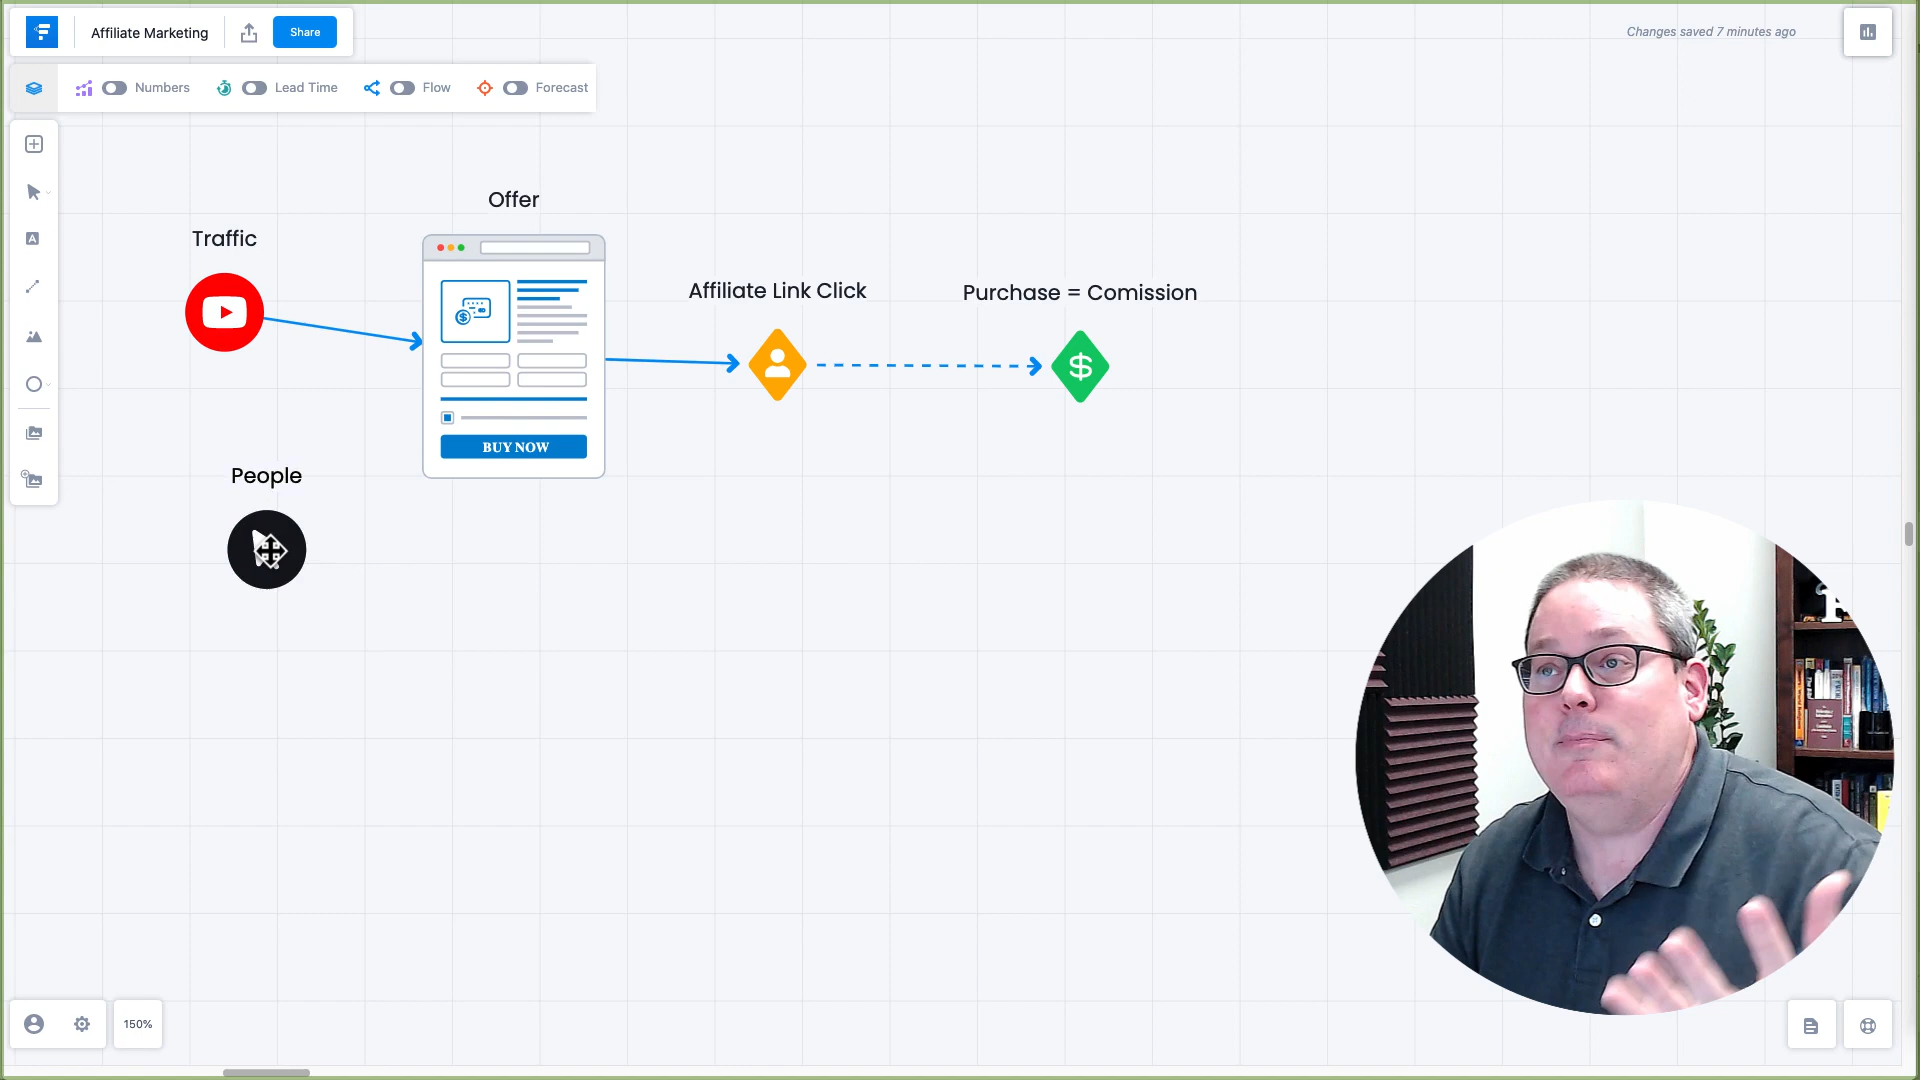 Affiliate Marketing
Share
Changes saved 7 minutes ago
Numbers
Lead Time
Flow
Forecast
Offer
Traffic
Affiliate Link Click
Purchase = Comission
BUY NOW
People
150%